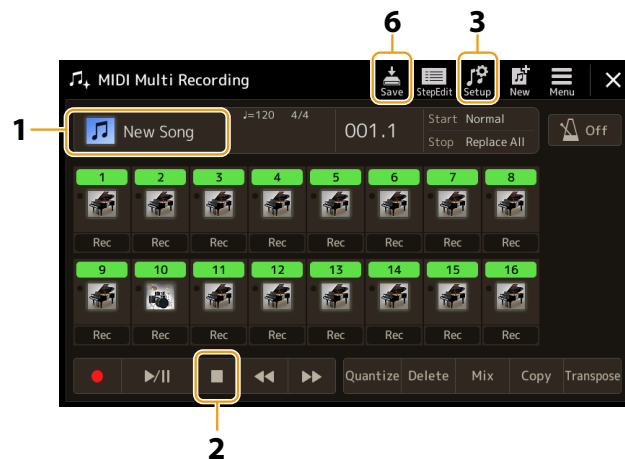 6 3
MIDI Multi Recording Save StepEdit Setup New Menu
1 New Song ♩=120 4/4 001.1 Start Normal Off
Stop Replace All
1 2 3 4 5 6 7 8
Rec Rec Rec Rec Rec Rec Rec Rec
9 10 11 12 13 14 15 16
Rec Rec Rec Rec Rec Rec Rec Rec
Quantize Delete Mix Copy Transpose
2